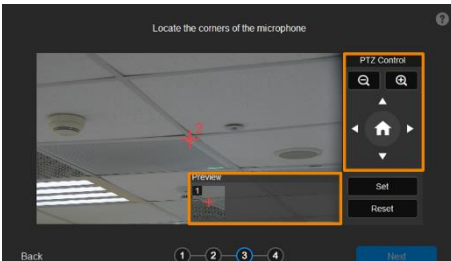 ?
Locate the corners of the microphone
PTZ Control
2
Preview
1
Set
Reset
Back
1 2 3 4
Next